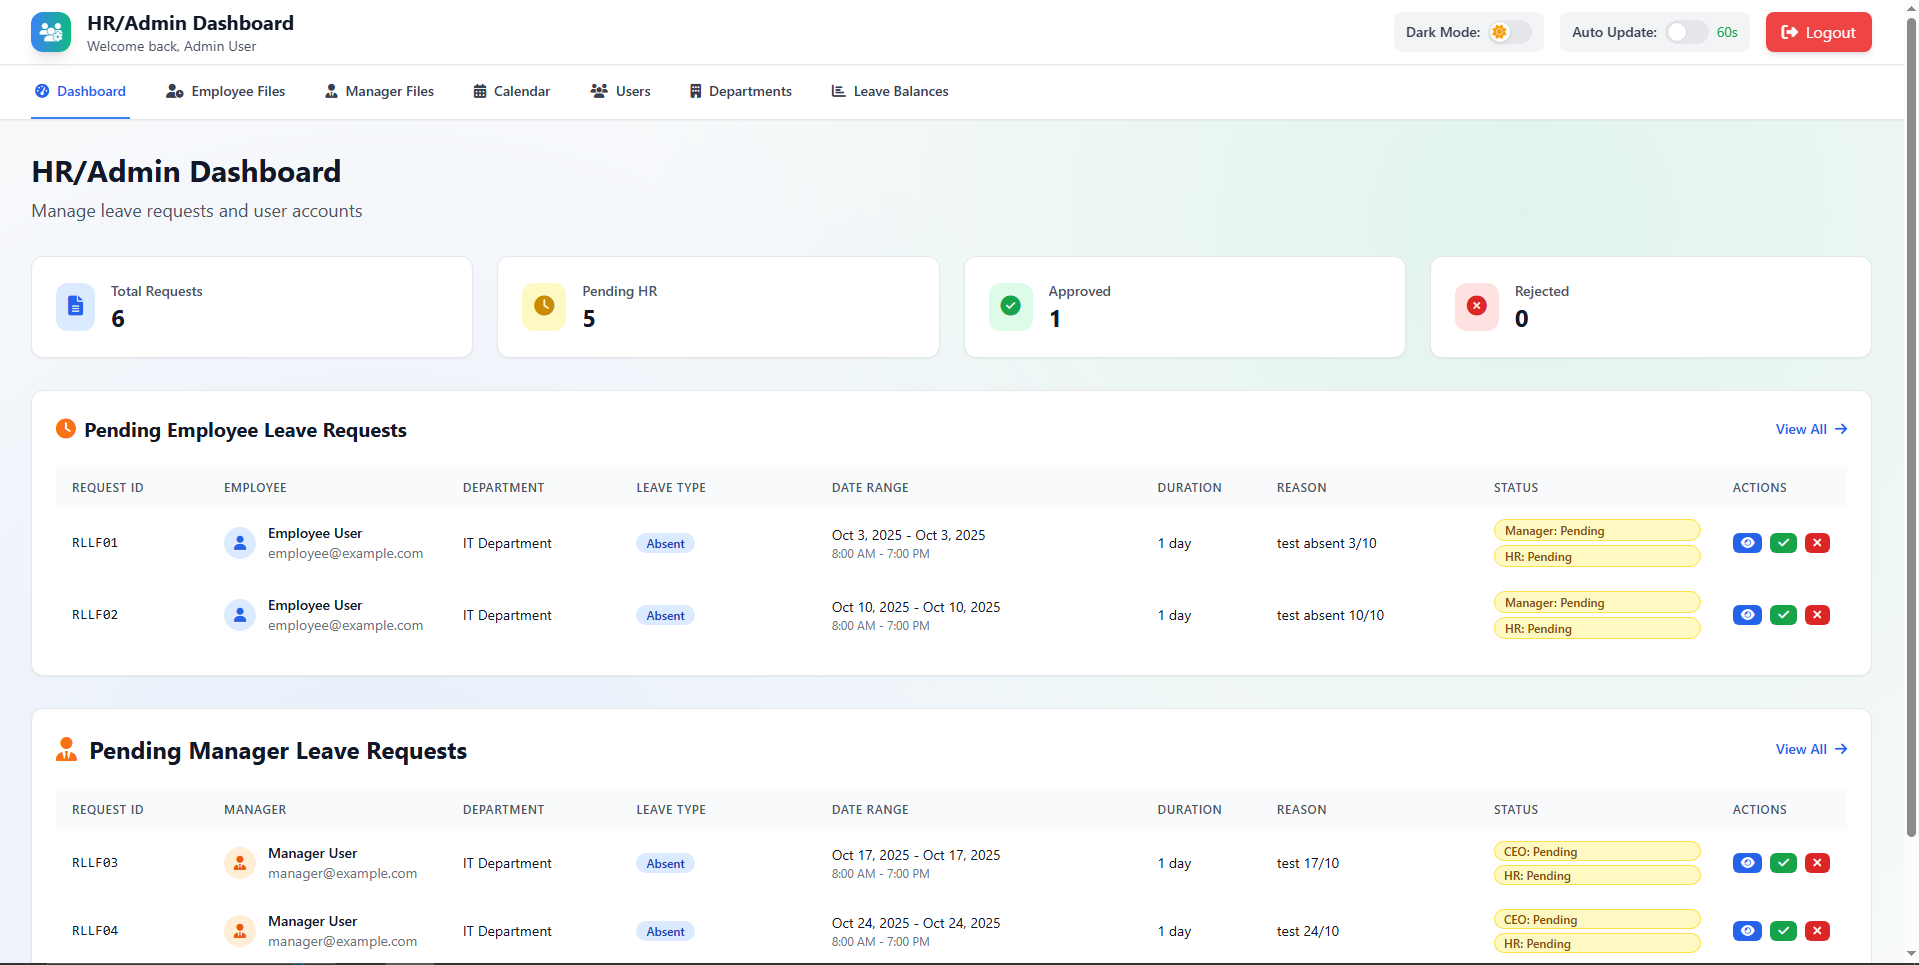 HR/Admin Dashboard
Welcome back, Admin User
Dark Mode:
Auto Update: 60s
Logout
Dashboard Employee Files Manager Files Calendar Users Departments Leave Balances
HR/Admin Dashboard
Manage leave requests and user accounts
Total Requests
6
Pending HR
5
Approved
1
Rejected
0
Pending Employee Leave Requests
View All
REQUEST ID EMPLOYEE DEPARTMENT LEAVE TYPE DATE RANGE DURATION REASON STATUS ACTIONS
RLLF01
Employee User
employee@example.com
IT Department
Absent
Oct 3, 2025 - Oct 3, 2025
8:00 AM - 7:00 PM
1 day
test absent 3/10
Manager: Pending
HR: Pending
RLLF02
Employee User
employee@example.com
IT Department
Absent
Oct 10, 2025 - Oct 10, 2025
8:00 AM - 7:00 PM
1 day
test absent 10/10
Manager: Pending
HR: Pending
Pending Manager Leave Requests
View All
REQUEST ID MANAGER DEPARTMENT LEAVE TYPE DATE RANGE DURATION REASON STATUS ACTIONS
RLLF03
Manager User
manager@example.com
IT Department
Absent
Oct 17, 2025 - Oct 17, 2025
8:00 AM - 7:00 PM
1 day
test 17/10
CEO: Pending
HR: Pending
RLLF04
Manager User
manager@example.com
IT Department
Absent
Oct 24, 2025 - Oct 24, 2025
8:00 AM - 7:00 PM
1 day
test 24/10
CEO: Pending
HR: Pending